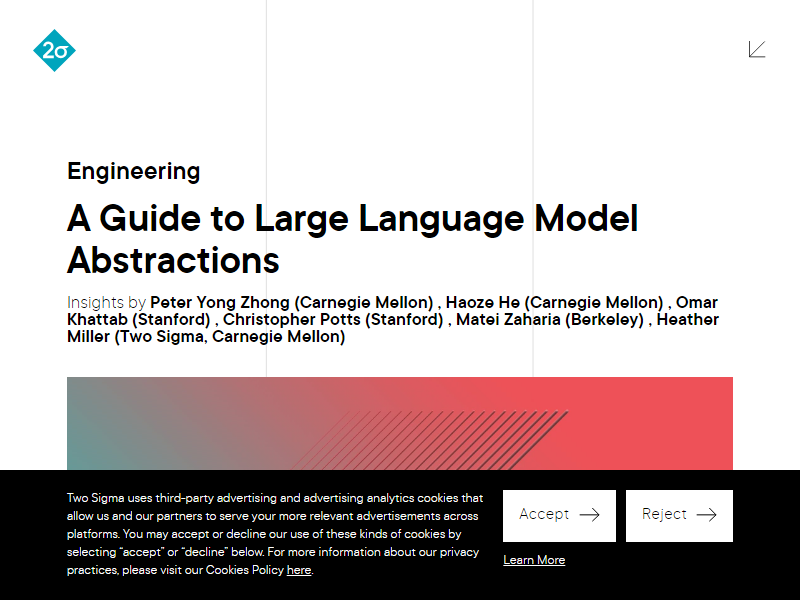 2σ
Engineering
A Guide to Large Language Model
Abstractions
Insights by Peter Yong Zhong (Carnegie Mellon) , Haoze He (Carnegie Mellon) , Omar
Khattab (Stanford) , Christopher Potts (Stanford) , Matei Zaharia (Berkeley) , Heather
Miller (Two Sigma, Carnegie Mellon)
Two Sigma uses third-party advertising and advertising analytics cookies that
allow us and our partners to serve your more relevant advertisements across
platforms. You may accept or decline our use of these kinds of cookies by
selecting “accept” or “decline” below. For more information about our privacy
practices, please visit our Cookies Policy here.
Accept
Reject
Learn More